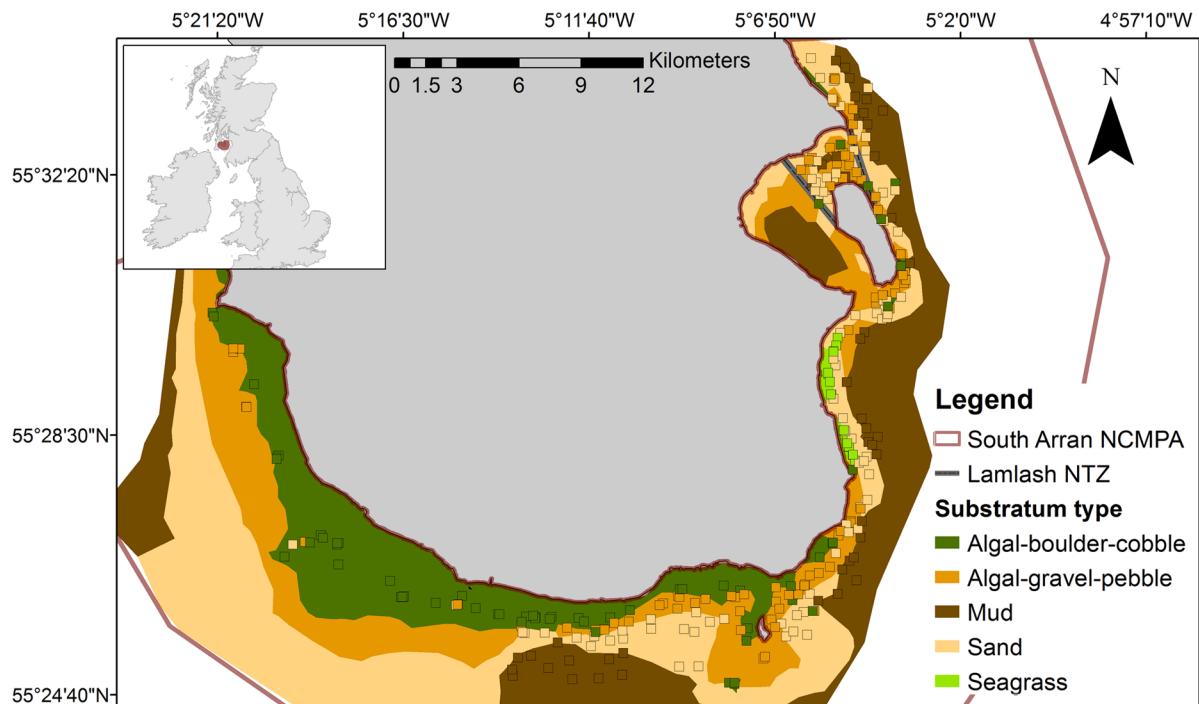 5°21'20"W 5°16'30"W 5°11'40"W 5°6'50"W 5°2'0"W 4°57'10"W
Kilometers
0 1.5 3 6 9 12
N
55°32'20"N
55°28'30"N
55°24'40"N
Legend
South Arran NCMPA
Lamlash NTZ
Substratum type
Algal-boulder-cobble
Algal-gravel-pebble
Mud
Sand
Seagrass